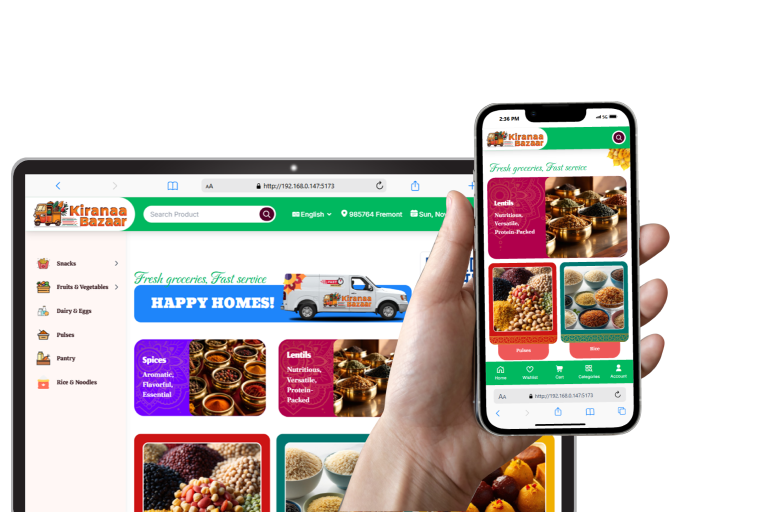 http://192.168.0.147:5173
Kiranaa
Bazaar
Search Product
English
985764 Fremont
Sun, Nov
Snacks
Fruits & Vegetables
Dairy & Eggs
Pulses
Pantry
Rice & Noodles
Fresh groceries, Fast service
HAPPY HOMES!
Kiranaa
Bazaar
Spices
Aromatic,
Flavorful,
Essential
Lentils
Nutritious,
Versatile,
Protein-
Packed
2:36 PM
5G
Kiranaa
Bazaar
Fresh groceries, Fast service
Lentils
Nutritious,
Versatile,
Protein-Packed
Pulses
Rice
Home
Wishlist
Cart
Categories
Account
AA
http://192.168.0.147:5173